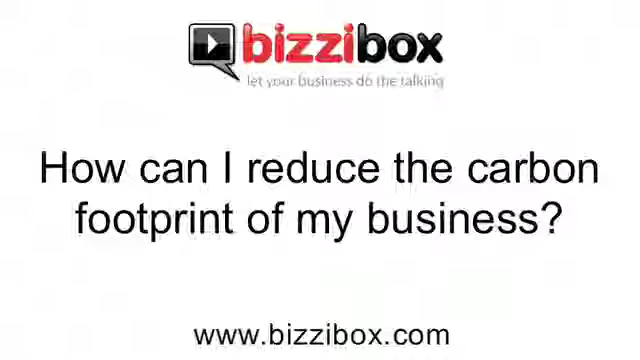 bizzibox
let your business do the talking
How can I reduce the carbon
footprint of my business?
www.bizzibox.com